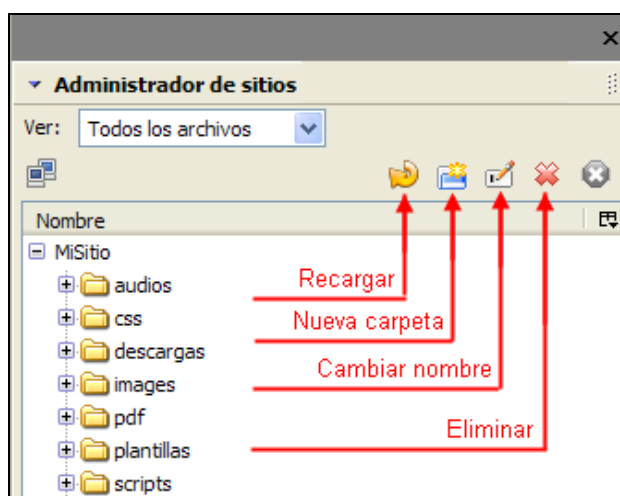 Administrador de sitios
Ver: Todos los archivos
Nombre
MiSitio
audios
Recargar
css
Nueva carpeta
descargas
images
Cambiar nombre
pdf
plantillas
Eliminar
scripts